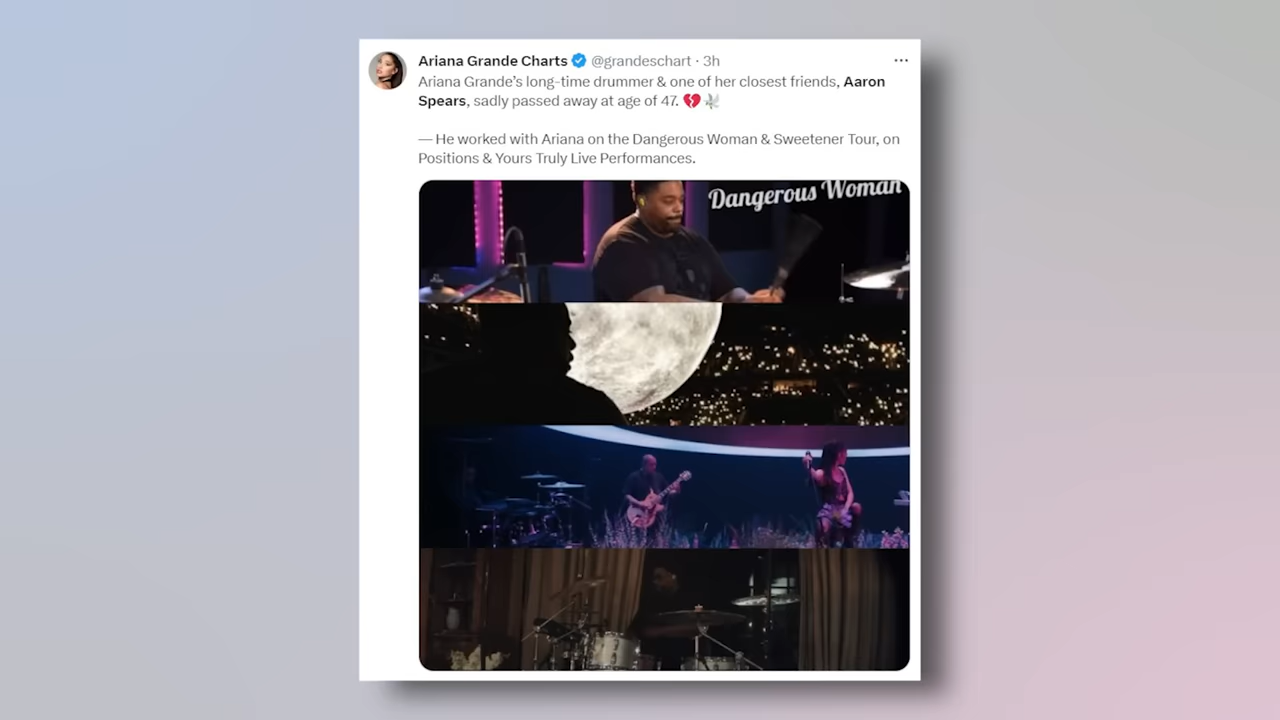 Ariana Grande Charts @grandeschart · 3h
Ariana Grande’s long-time drummer & one of her closest friends, Aaron
Spears, sadly passed away at age of 47. 💔🕊️
— He worked with Ariana on the Dangerous Woman & Sweetener Tour, on
Positions & Yours Truly Live Performances.
Dangerous Woman